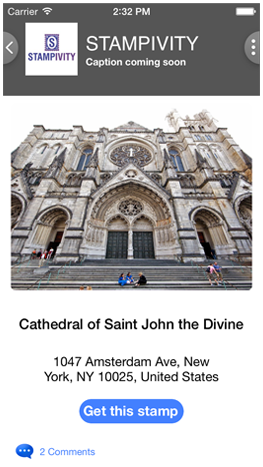 Carrier 2:32 PM
S
STAMPIVITY
STAMPIVITY
Caption coming soon
Cathedral of Saint John the Divine
1047 Amsterdam Ave, New
York, NY 10025, United States
Get this stamp
2 Comments